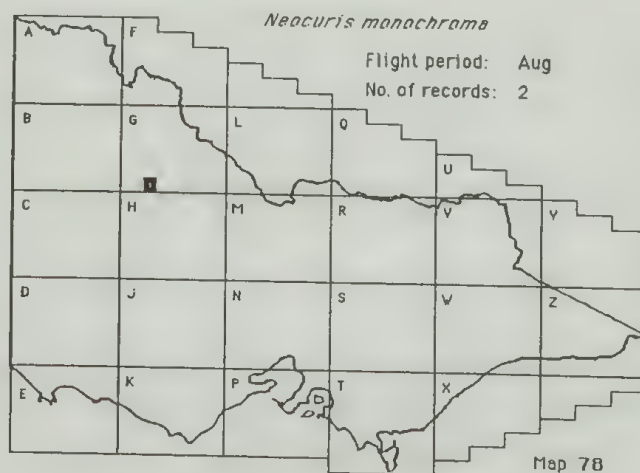 Neocuris monochroma
Flight period: Aug
No. of records: 2
A F
B G L Q
U
C H M R V Y
D J N S W Z
E K P T X
Map 78